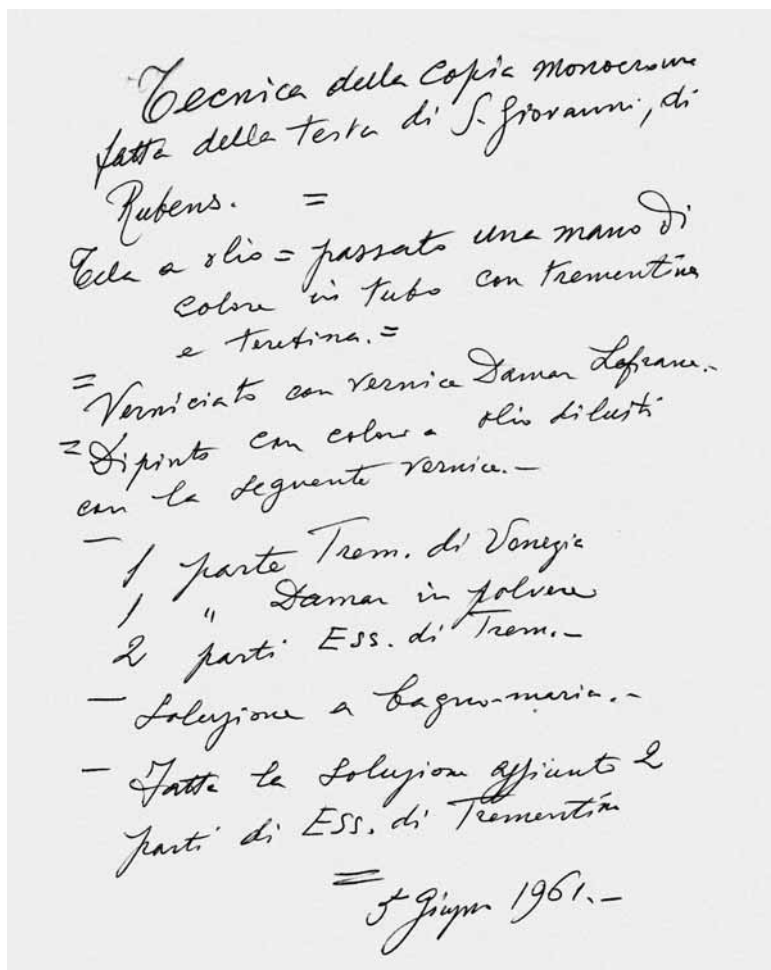 Tecnica della Copia monocroma
fatta della testa di S. Giovanni, di
Rubens. =
Tela a olio = passato una mano di
colore in tubo con trementina
e teretina. =
= Verniciato con vernice Damar Lefranc.-
= Dipinto con colori a olio diluiti
con la seguente vernice.-
- 1 parte Trem. di Venezia
1 " Damar in polvere
2 parti Ess. di Trem.-
- Soluzione a bagno-maria.-
- Fatta la soluzione aggiunto 2
parti di Ess. di Trementina
=
5 Giugno 1961.-